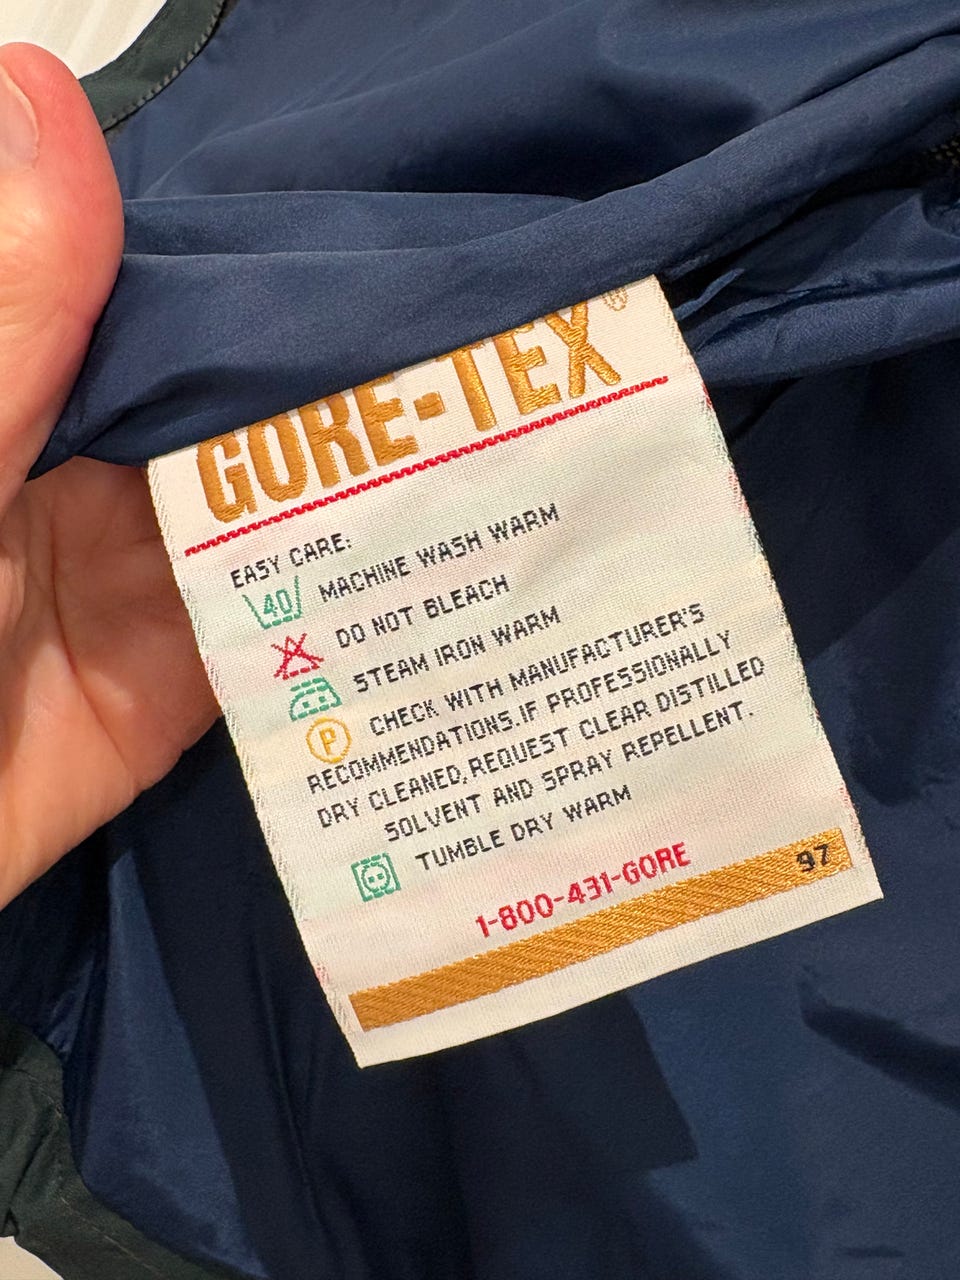 GORE-TEX®
EASY CARE:
40 MACHINE WASH WARM
DO NOT BLEACH
STEAM IRON WARM
P CHECK WITH MANUFACTURER'S
RECOMMENDATIONS.IF PROFESSIONALLY
DRY CLEANED,REQUEST CLEAR DISTILLED
SOLVENT AND SPRAY REPELLENT.
TUMBLE DRY WARM
1-800-431-GORE
97